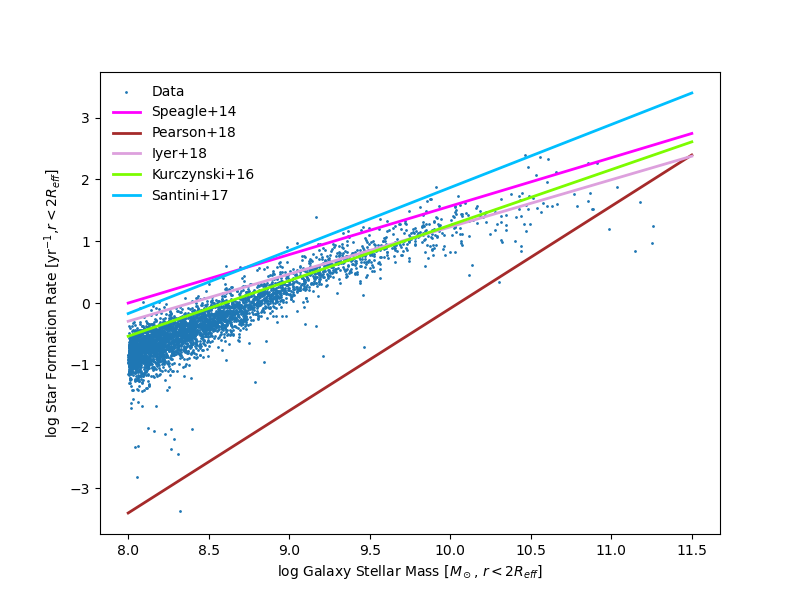 Data
Speagle+14
Pearson+18
Iyer+18
Kurczynski+16
Santini+17
3
2
1
0
−1
−2
−3
log Star Formation Rate [yr⁻¹,r < 2R_eff]
8.0 8.5 9.0 9.5 10.0 10.5 11.0 11.5
log Galaxy Stellar Mass [M_⊙ , r < 2R_eff]